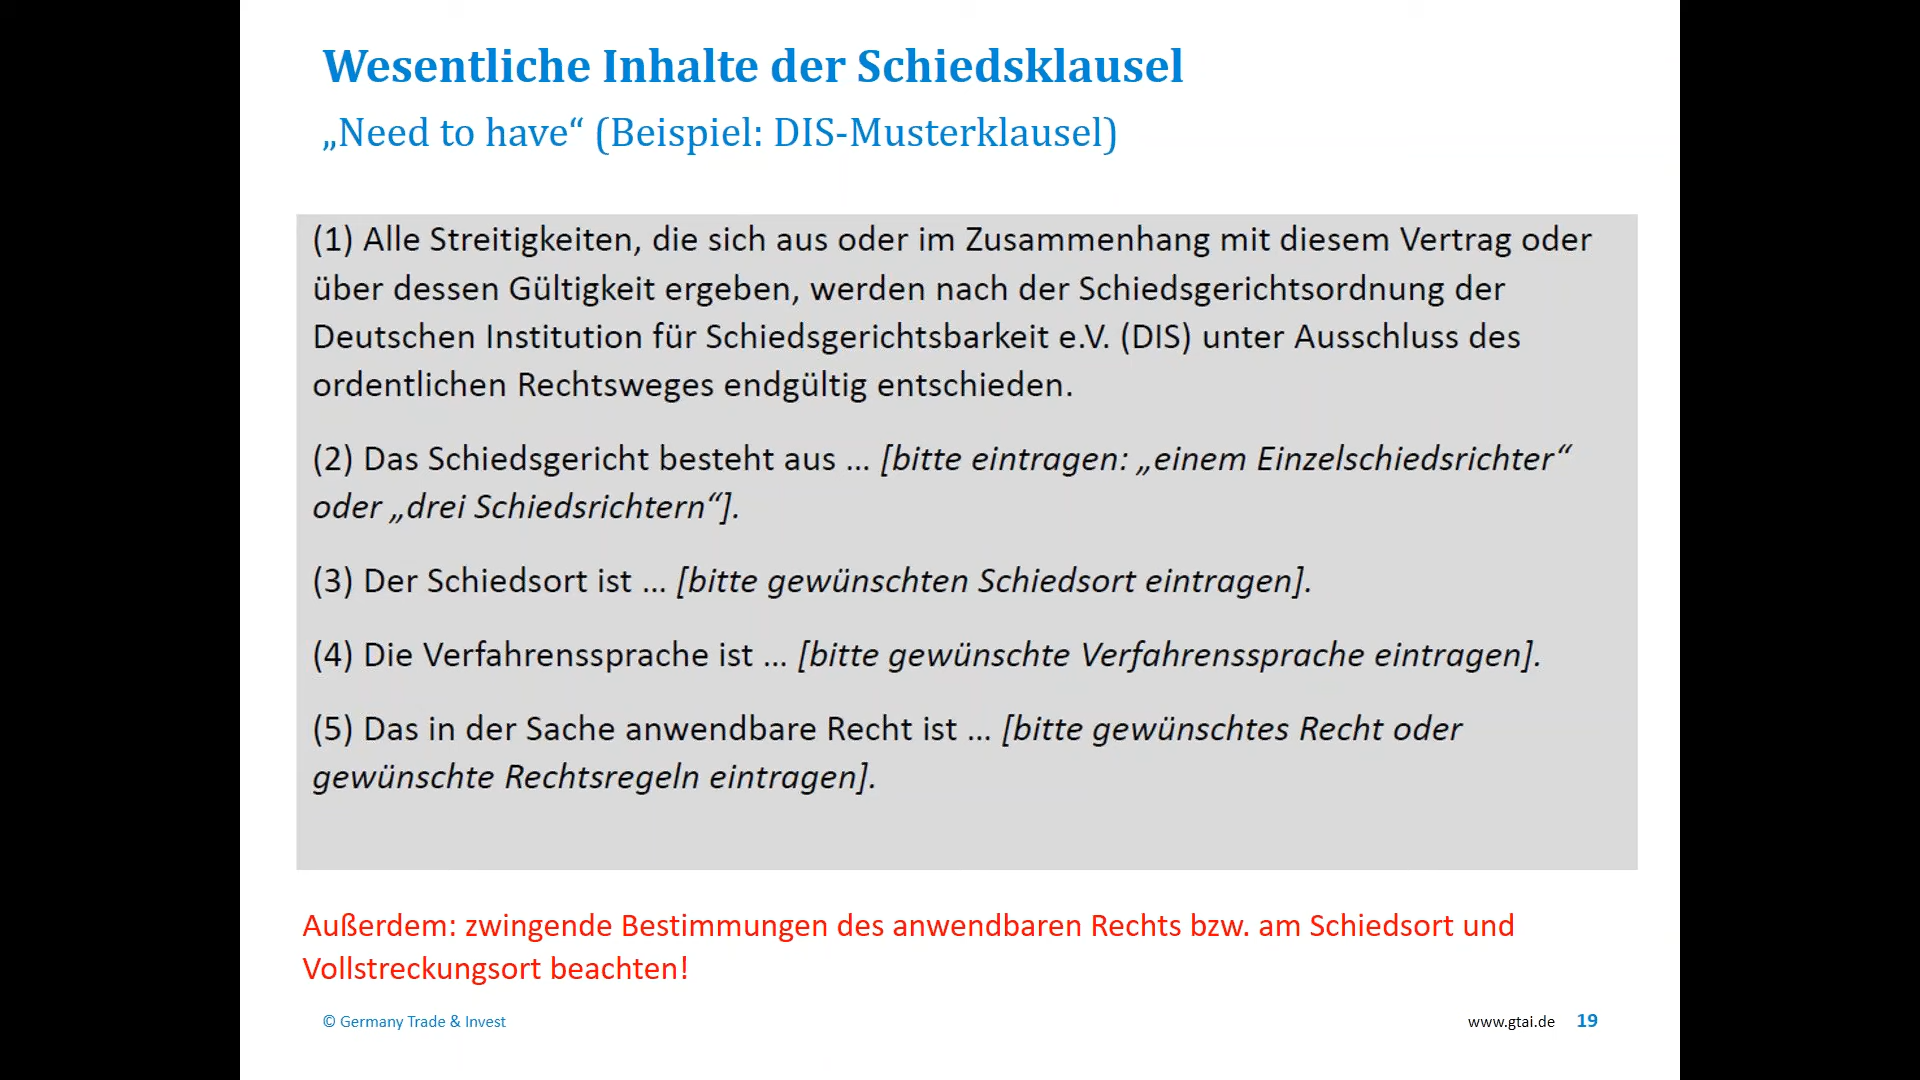 Wesentliche Inhalte der Schiedsklausel
„Need to have“ (Beispiel: DIS-Musterklausel)
(1) Alle Streitigkeiten, die sich aus oder im Zusammenhang mit diesem Vertrag oder
über dessen Gültigkeit ergeben, werden nach der Schiedsgerichtsordnung der
Deutschen Institution für Schiedsgerichtsbarkeit e.V. (DIS) unter Ausschluss des
ordentlichen Rechtsweges endgültig entschieden.
(2) Das Schiedsgericht besteht aus ... [bitte eintragen: „einem Einzelschiedsrichter“
oder „drei Schiedsrichtern“].
(3) Der Schiedsort ist ... [bitte gewünschten Schiedsort eintragen].
(4) Die Verfahrenssprache ist ... [bitte gewünschte Verfahrenssprache eintragen].
(5) Das in der Sache anwendbare Recht ist ... [bitte gewünschtes Recht oder
gewünschte Rechtsregeln eintragen].
Außerdem: zwingende Bestimmungen des anwendbaren Rechts bzw. am Schiedsort und
Vollstreckungsort beachten!
© Germany Trade & Invest
www.gtai.de 19